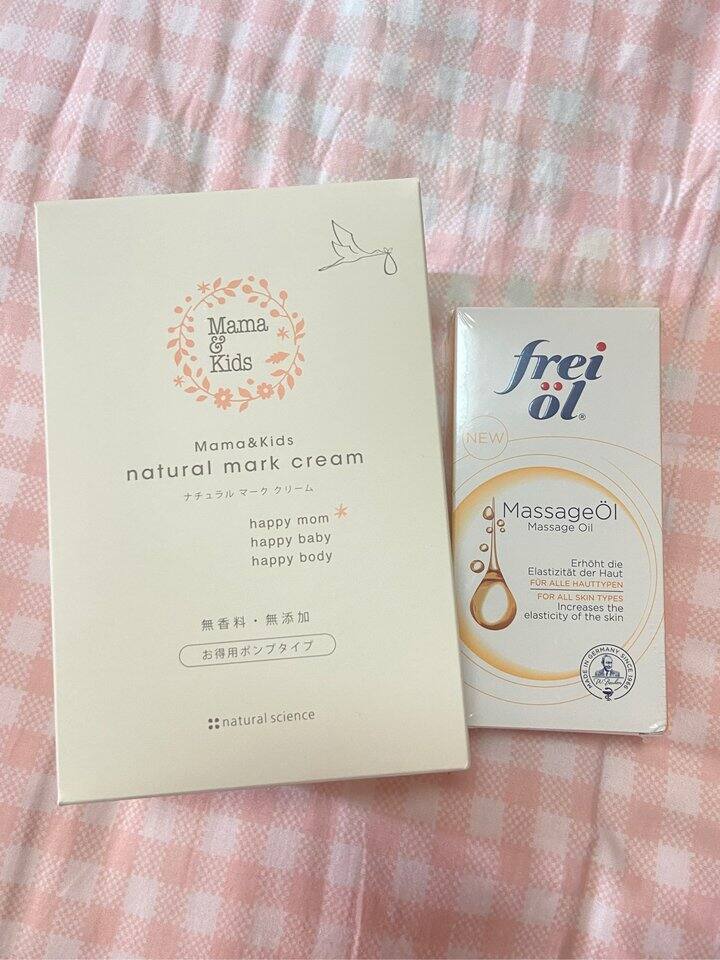 Mama
&
Kids
Mama&Kids
natural mark cream
ナチュラル マーク クリーム
happy mom
happy baby
happy body
無香料・無添加
お得用ポンプタイプ
natural science
frei
öl®
NEW
MassageÖl
Massage Oil
Erhöht die
Elastizität der Haut
FÜR ALLE HAUTTYPEN
FOR ALL SKIN TYPES
Increases the
elasticity of the skin
MADE IN GERMANY SINCE 1966